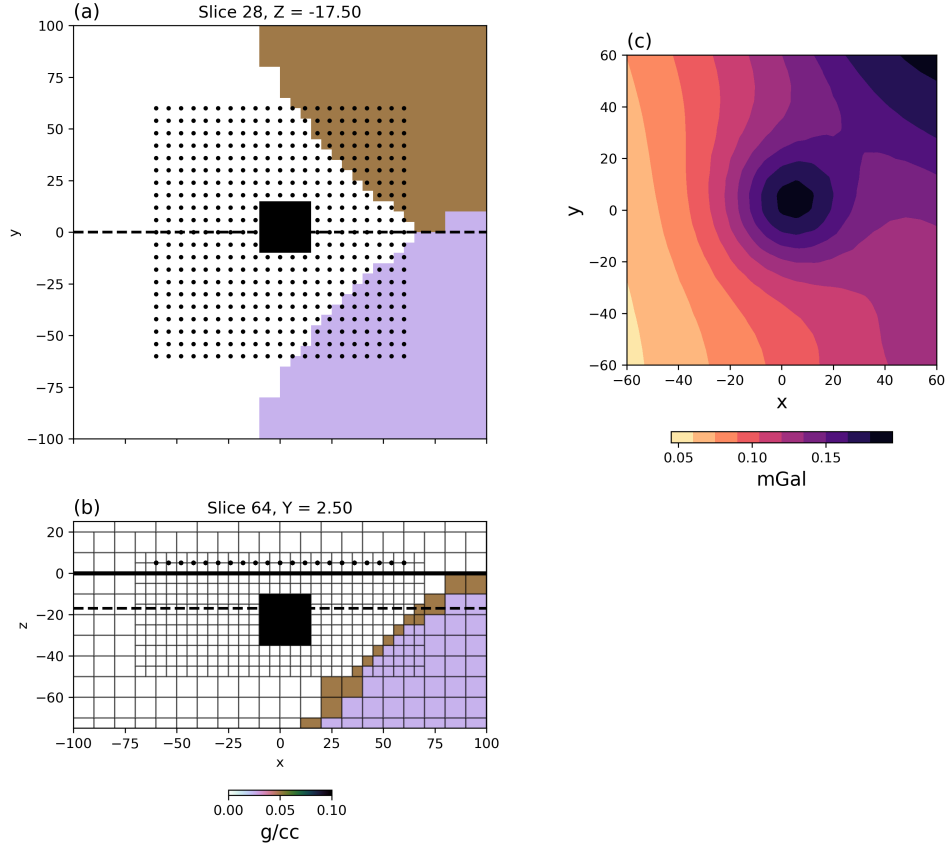 (a)
Slice 28, Z = -17.50
100
75
50
25
0
−25
−50
−75
−100
y
(b)
Slice 64, Y = 2.50
20
0
−20
−40
−60
z
−100 −75 −50 −25 0 25 50 75 100
x
0.00 0.05 0.10
g/cc
(c)
60
40
20
0
−20
−40
−60
y
−60 −40 −20 0 20 40 60
x
0.05 0.10 0.15
mGal